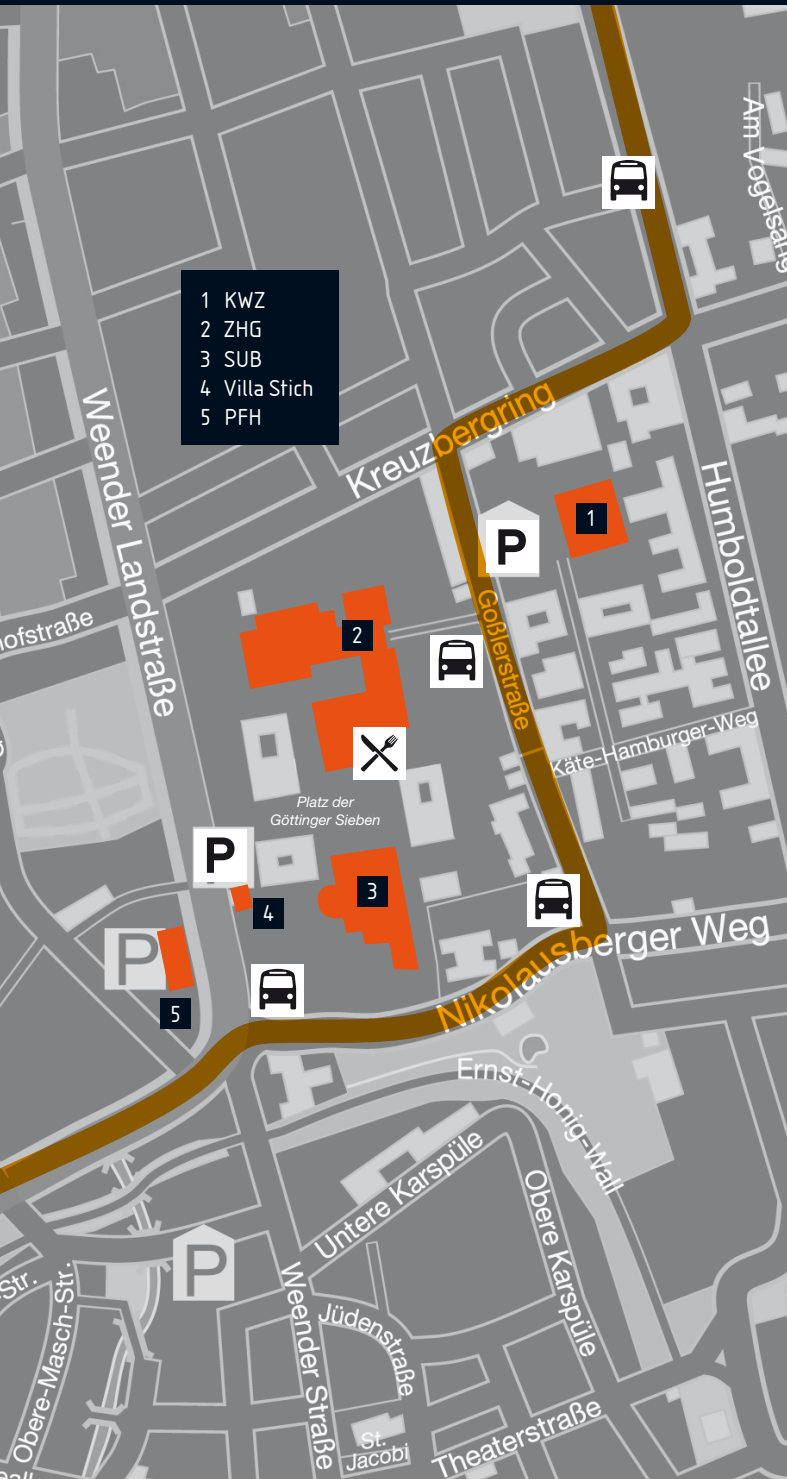 Am Vogelsang
1 KWZ
2 ZHG
3 SUB
4 Villa Stich
5 PFH
Weender Landstraße
Kreuzbergring
Humboldtallee
1
P
hofstraße
2
Goßlerstraße
Käte-Hamburger-Weg
Platz der
Göttinger Sieben
P
3
4
P
5
Nikolausberger Weg
Ernst-Honig-Wall
Untere Karspüle
Obere Karspüle
P
Str.
Obere-Masch-Str.
Weender Straße
Jüdenstraße
St.
Jacobi
Theaterstraße